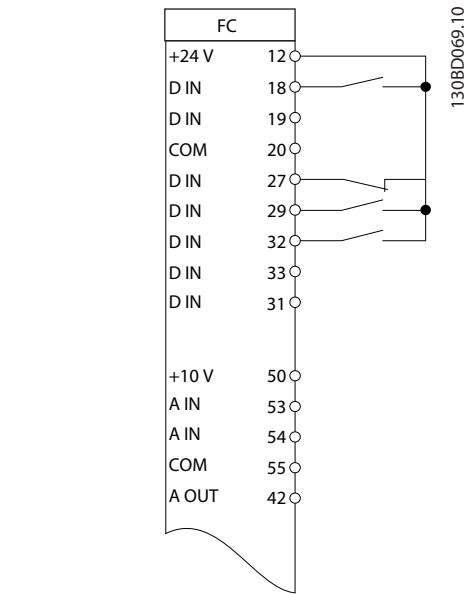 FC
+24 V 12
D IN 18
D IN 19
COM 20
D IN 27
D IN 29
D IN 32
D IN 33
D IN 31
+10 V 50
A IN 53
A IN 54
COM 55
A OUT 42
130BD069.10